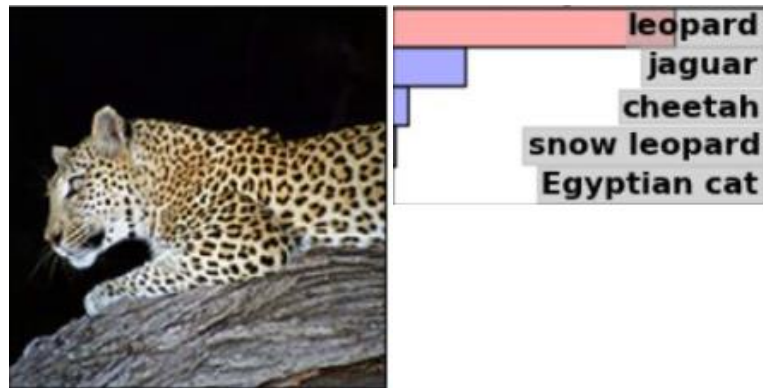 leopard
jaguar
cheetah
snow leopard
Egyptian cat